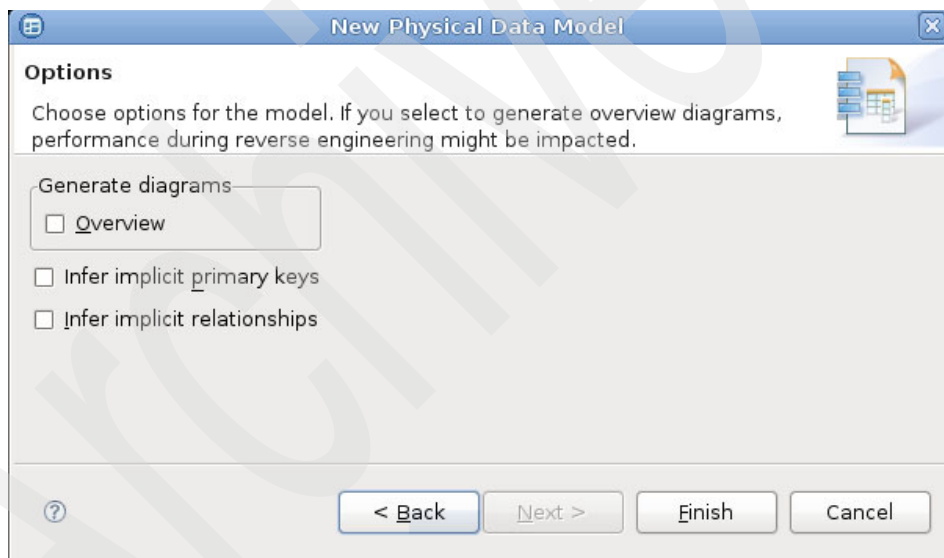 New Physical Data Model
Options
Choose options for the model. If you select to generate overview diagrams,
performance during reverse engineering might be impacted.
Generate diagrams
Overview
Infer implicit primary keys
Infer implicit relationships
?
< Back
Next >
Finish
Cancel